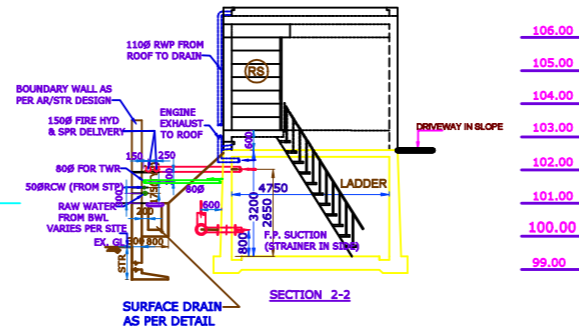 110Ø RWP FROM
ROOF TO DRAIN
RS
BOUNDARY WALL AS
PER AR/STR DESIGN
150Ø FIRE HYD
& SPR DELIVERY
ENGINE
EXHAUST
TO ROOF
600
150 250
80Ø FOR TWR
50ØRCW (FROM STP)
RAW WATER
FROM BWL
VARIES PER SITE
200
EX. GL
800
STR
60Ø
600
4750
LADDER
3200
2650
800
F.P. SUCTION
(STRAINER IN SIDE)
SURFACE DRAIN
AS PER DETAIL
SECTION 2-2
DRIVEWAY IN SLOPE
106.00
105.00
104.00
103.00
102.00
101.00
100.00
99.00